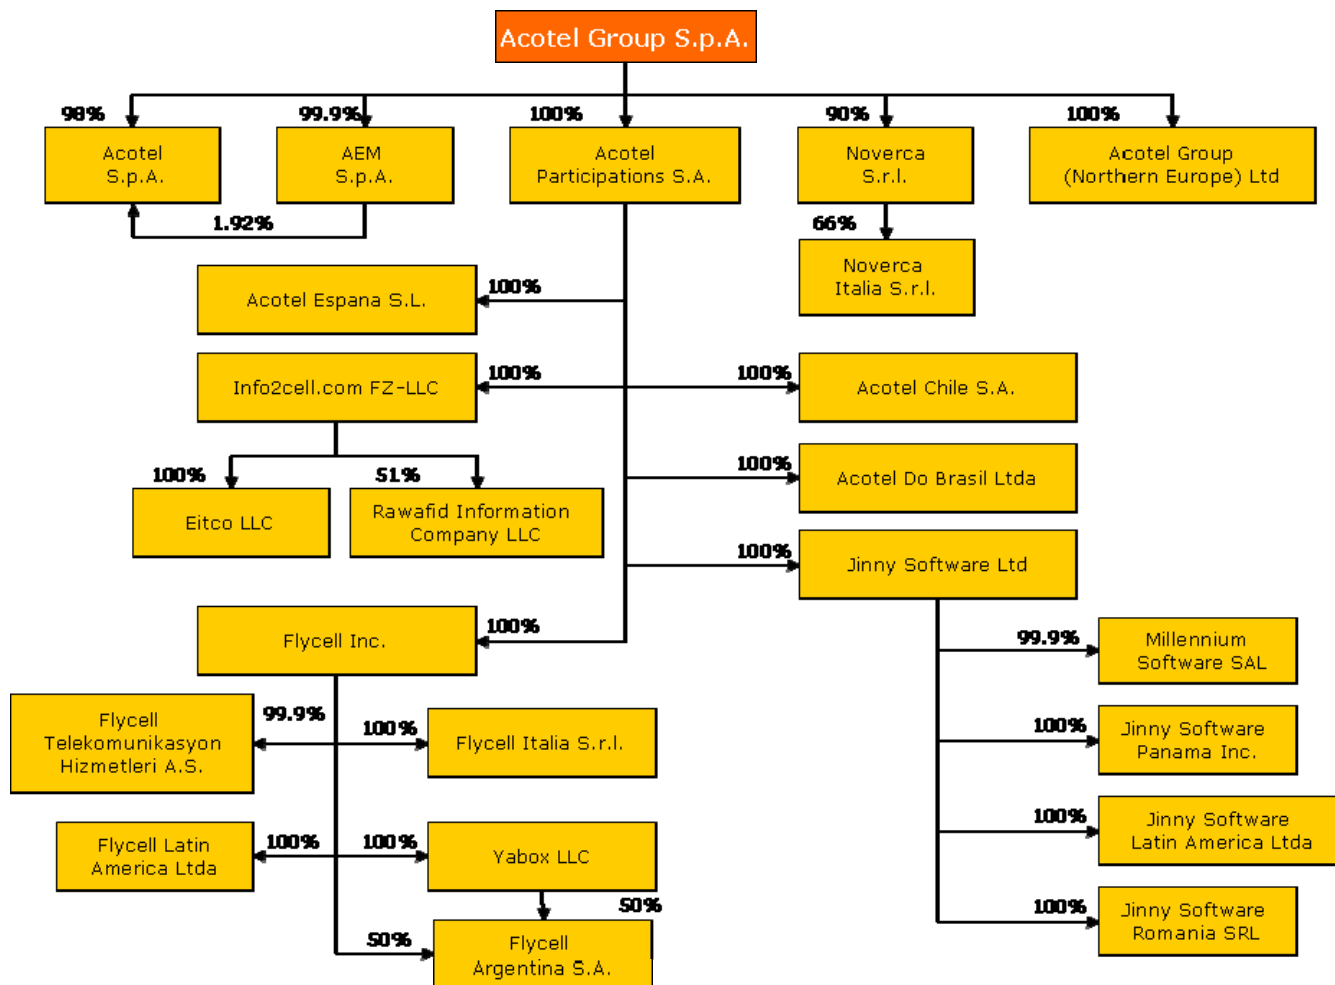 Acotel Group S.p.A.
98%
99.9%
100%
90%
100%
Acotel
S.p.A.
AEM
S.p.A.
Acotel
Participations S.A.
Noverca
S.r.l.
Acotel Group
(Northern Europe) Ltd
1.92%
66%
Noverca
Italia S.r.l.
Acotel Espana S.L.
100%
Info2cell.com FZ-LLC
100%
100%
Acotel Chile S.A.
100%
51%
Eitco LLC
Rawafid Information
Company LLC
100%
Acotel Do Brasil Ltda
100%
Jinny Software Ltd
Flycell Inc.
100%
99.9%
Millennium
Software SAL
Flycell
Telekomunikasyon
Hizmetleri A.S.
99.9%
100%
Flycell Italia S.r.l.
100%
Jinny Software
Panama Inc.
Flycell Latin
America Ltda
100%
100%
Yabox LLC
100%
Jinny Software
Latin America Ltda
50%
50%
Flycell
Argentina S.A.
100%
Jinny Software
Romania SRL